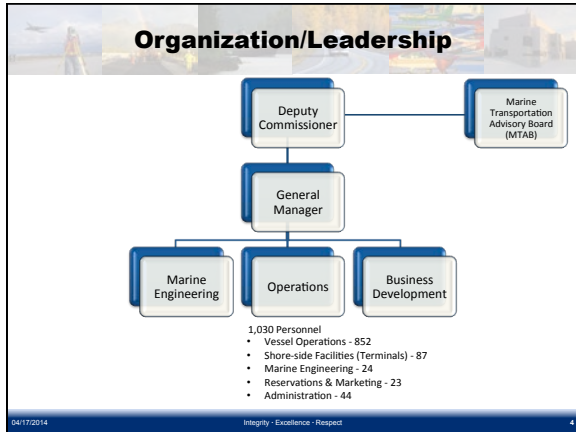 Organization/Leadership
Deputy
Commissioner
Marine
Transportation
Advisory Board
(MTAB)
General
Manager
Marine
Engineering
Operations
Business
Development
1,030 Personnel
• Vessel Operations - 852
• Shore-side Facilities (Terminals) - 87
• Marine Engineering - 24
• Reservations & Marketing - 23
• Administration - 44
04/17/2014
Integrity · Excellence · Respect
4